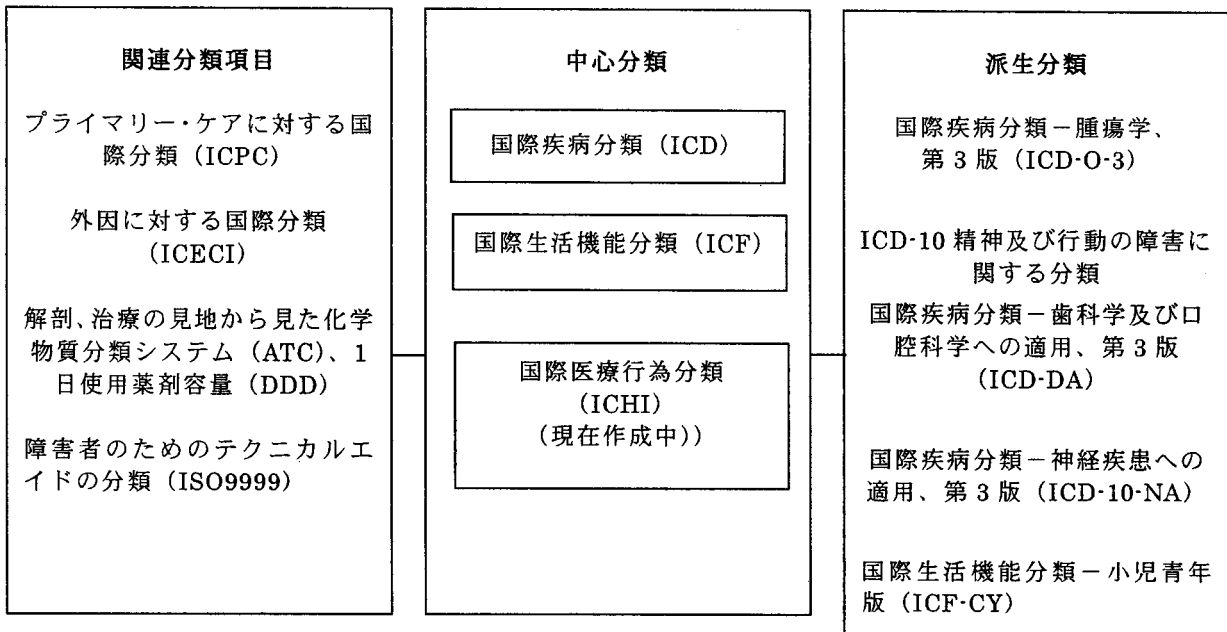 関連分類項目
プライマリー・ケアに対する国
際分類（ICPC）
外因に対する国際分類
（ICECI）
解剖、治療の見地から見た化学
物質分類システム（ATC）、1
日使用薬剤容量（DDD）
障害者のためのテクニカルエ
イドの分類（ISO9999）
中心分類
国際疾病分類（ICD）
国際生活機能分類（ICF）
国際医療行為分類
（ICHI）
（現在作成中））
派生分類
国際疾病分類－腫瘍学、
第 3 版（ICD-O-3）
ICD-10 精神及び行動の障害に
関する分類
国際疾病分類－歯科学及び口
腔科学への適用、第 3 版
（ICD-DA）
国際疾病分類－神経疾患への
適用、第 3 版（ICD-10-NA）
国際生活機能分類－小児青年
版（ICF-CY）